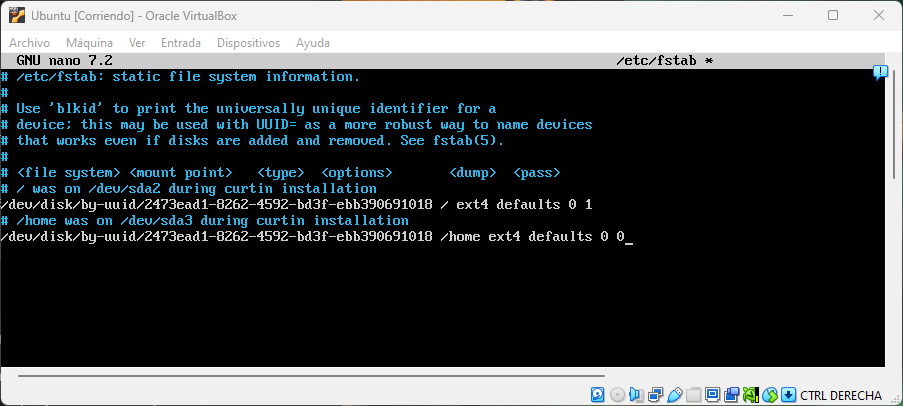 Ubuntu [Corriendo] - Oracle VirtualBox
Archivo Máquina Ver Entrada Dispositivos Ayuda
GNU nano 7.2 /etc/fstab *
# /etc/fstab: static file system information.
#
# Use 'blkid' to print the universally unique identifier for a
# device; this may be used with UUID= as a more robust way to name devices
# that works even if disks are added and removed. See fstab(5).
#
# <file system> <mount point> <type> <options> <dump> <pass>
# / was on /dev/sda2 during curtin installation
/dev/disk/by-uuid/2473ead1-8262-4592-bd3f-ebb390691018 / ext4 defaults 0 1
# /home was on /dev/sda3 during curtin installation
/dev/disk/by-uuid/2473ead1-8262-4592-bd3f-ebb390691018 /home ext4 defaults 0 0_
CTRL DERECHA